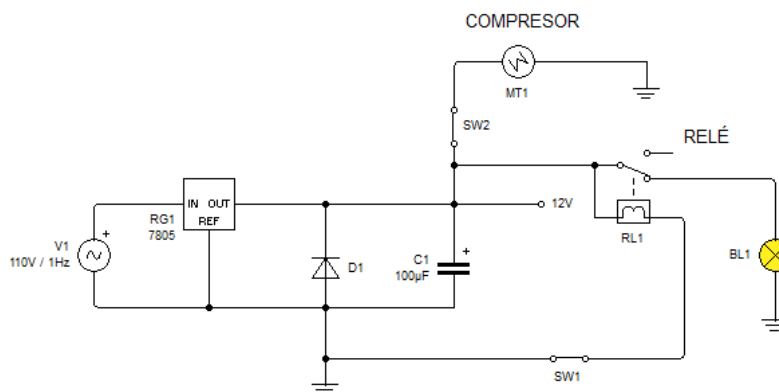 COMPRESOR
MT1
SW2
RELÉ
IN OUT
REF
RG1
7805
12V
RL1
V1
110V / 1Hz
+
D1
C1
100µF
+
BL1
SW1